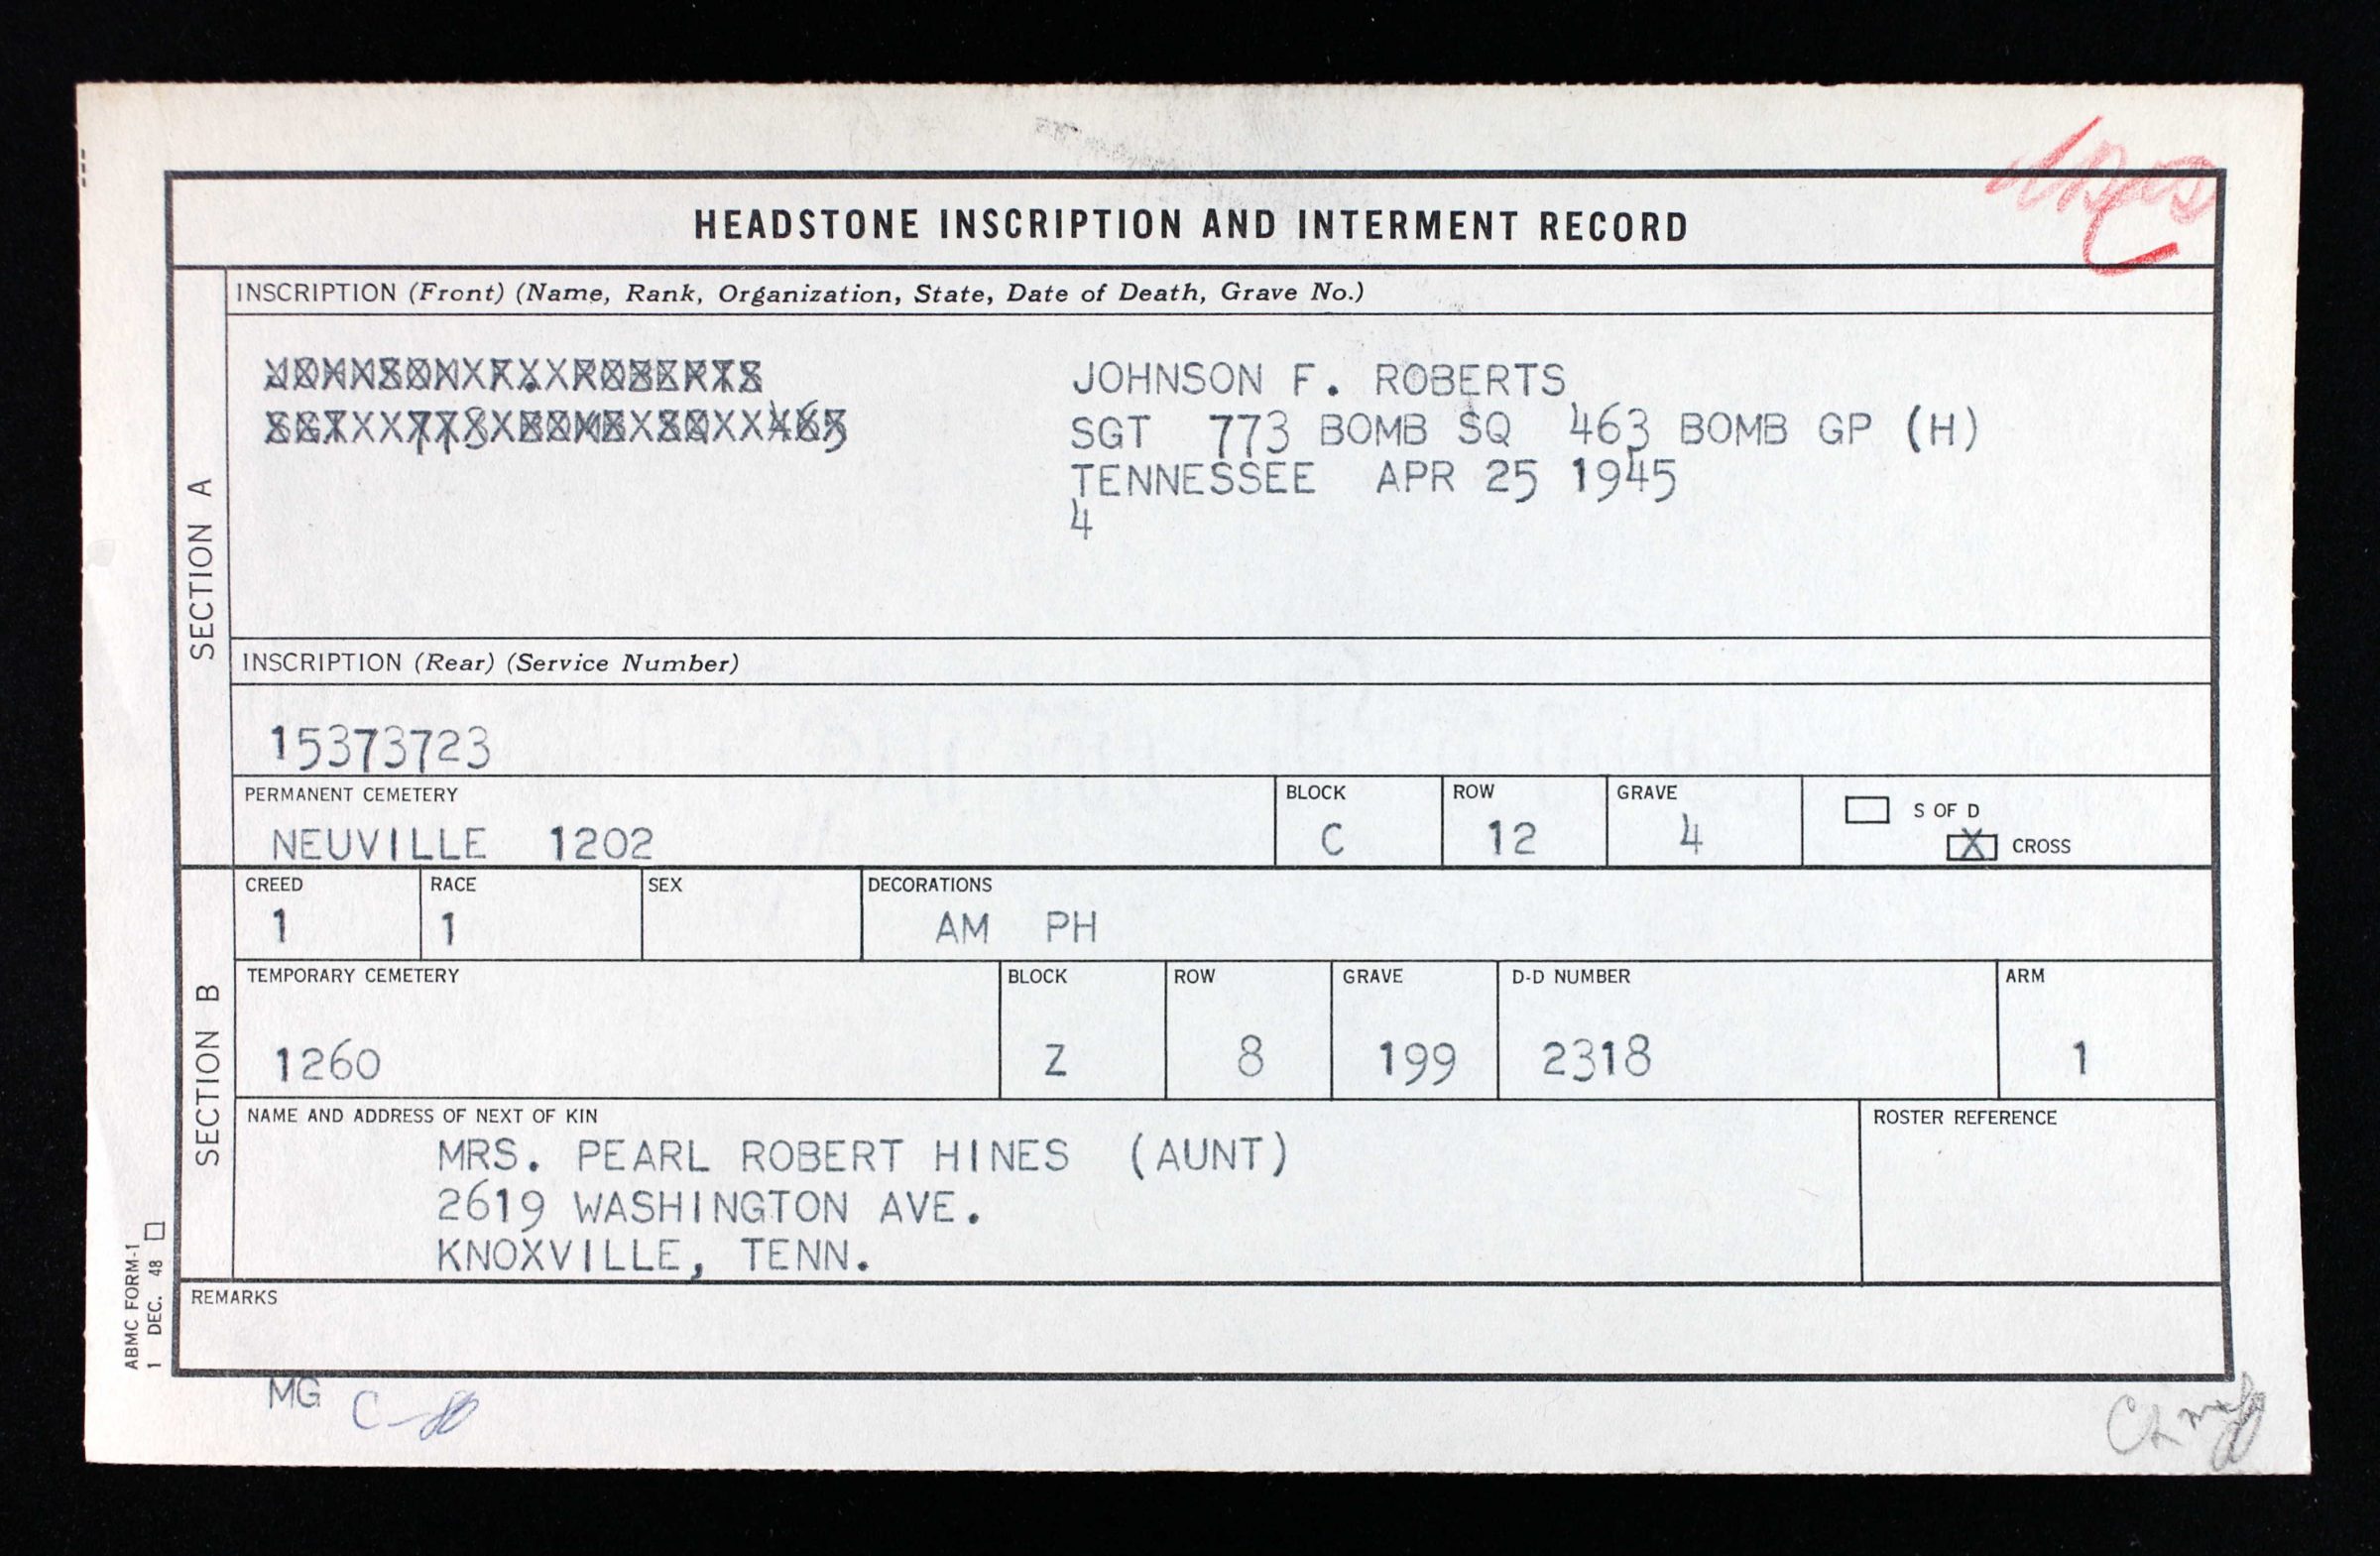 HEADSTONE INSCRIPTION AND INTERMENT RECORD
SECTION A
INSCRIPTION (Front) (Name, Rank, Organization, State, Date of Death, Grave No.)
JOHNSON F. ROBERTS
SGT 773 BOMB SQ 463 BOMB GP (H)
TENNESSEE APR 25 1945
4
INSCRIPTION (Rear) (Service Number)
15373723
PERMANENT CEMETERY BLOCK ROW GRAVE S OF D
NEUVILLE 1202 C 12 4 X CROSS
SECTION B
CREED RACE SEX DECORATIONS
1 1 AM PH
TEMPORARY CEMETERY BLOCK ROW GRAVE D-D NUMBER ARM
1260 Z 8 199 2318 1
NAME AND ADDRESS OF NEXT OF KIN ROSTER REFERENCE
MRS. PEARL ROBERT HINES (AUNT)
2619 WASHINGTON AVE.
KNOXVILLE, TENN.
REMARKS
ABMC FORM-1
1 DEC. 48
MG